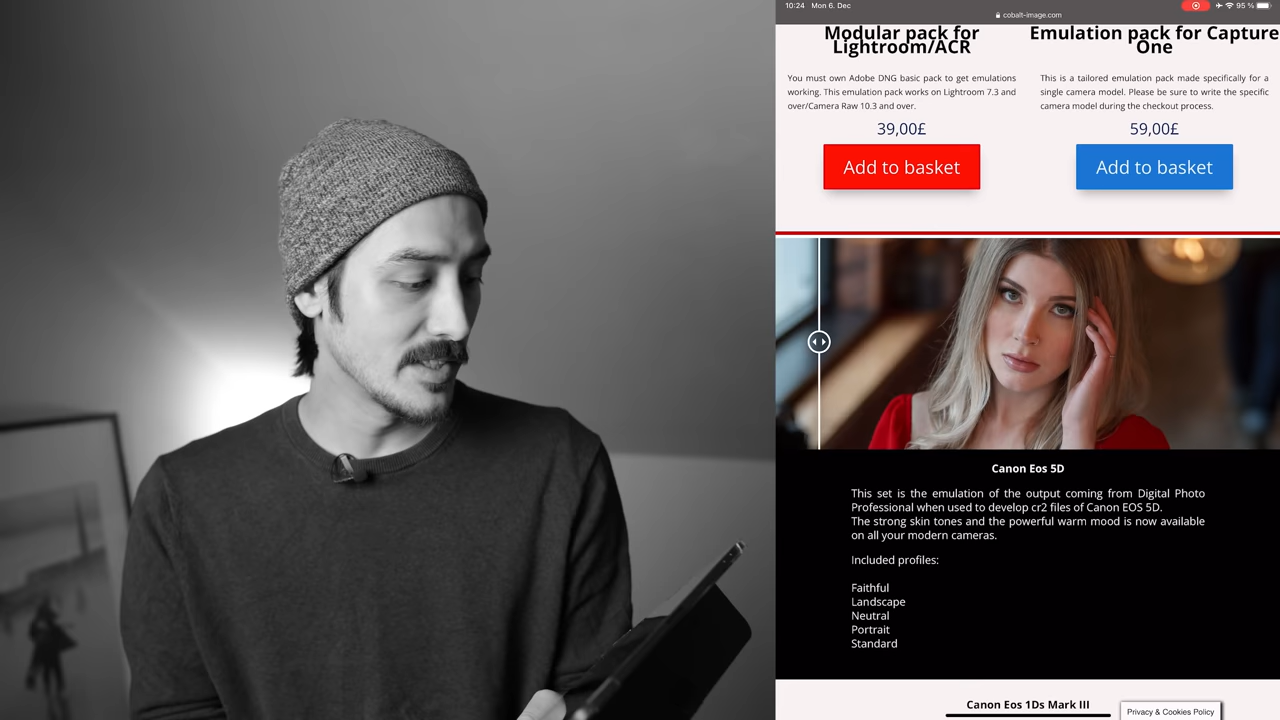 10:24 Mon 6. Dec
95 %
cobalt-image.com
Modular pack for
Lightroom/ACR
You must own Adobe DNG basic pack to get emulations
working. This emulation pack works on Lightroom 7.3 and
over/Camera Raw 10.3 and over.
39,00£
Add to basket
Emulation pack for Capture
One
This is a tailored emulation pack made specifically for a
single camera model. Please be sure to write the specific
camera model during the checkout process.
59,00£
Add to basket
Canon Eos 5D
This set is the emulation of the output coming from Digital Photo
Professional when used to develop cr2 files of Canon EOS 5D.
The strong skin tones and the powerful warm mood is now available
on all your modern cameras.
Included profiles:
Faithful
Landscape
Neutral
Portrait
Standard
Canon Eos 1Ds Mark III
Privacy & Cookies Policy